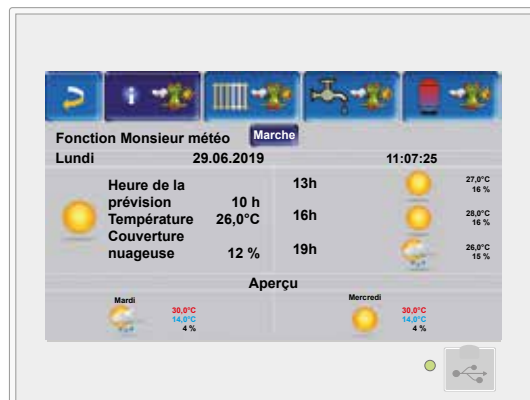 Fonction Monsieur météo Marche
Lundi 29.06.2019 11:07:25
Heure de la
prévision 10 h
Température 26,0°C
Couverture
nuageuse 12 %
13h 27,0°C
16 %
16h 28,0°C
16 %
19h 26,0°C
15 %
Aperçu
Mardi
30,0°C
14,0°C
4 %
Mercredi
30,0°C
14,0°C
4 %